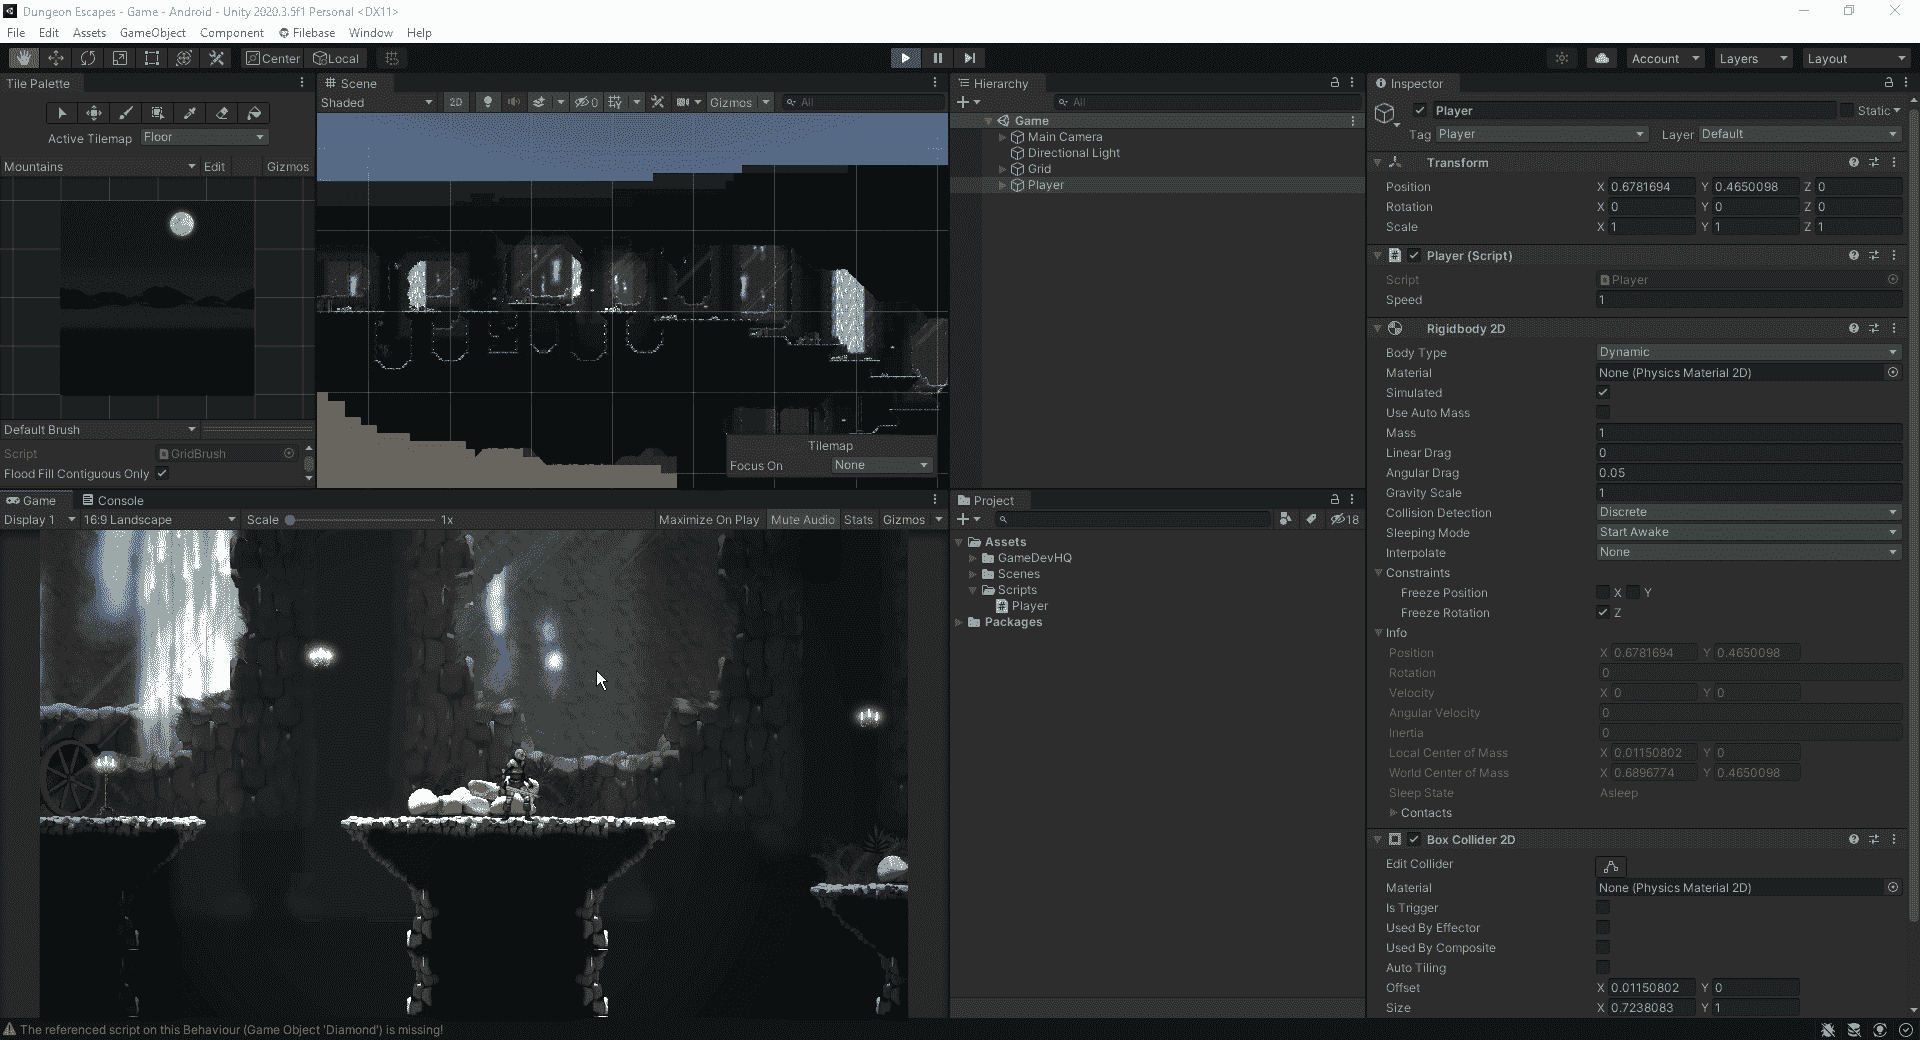 Dungeon Escapes - Game - Android - Unity 2020.3.5f1 Personal <DX11>
File Edit Assets GameObject Component Filebase Window Help
Center Local Account Layers Layout
Tile Palette
Active Tilemap Floor
Mountains Edit Gizmos
Default Brush
Script GridBrush
Flood Fill Contiguous Only
Scene
Shaded 2D 0 Gizmos All
Tilemap
Focus On None
Hierarchy
All
Game
Main Camera
Directional Light
Grid
Player
Game Console
Display 1 16:9 Landscape Scale 1x Maximize On Play Mute Audio Stats Gizmos
Project
18
Assets
GameDevHQ
Scenes
Scripts
Player
Packages
Inspector
Player Static
Tag Player Layer Default
Transform
Position X 0.6781694 Y 0.4650098 Z 0
Rotation X 0 Y 0 Z 0
Scale X 1 Y 1 Z 1
Player (Script)
Script Player
Speed 1
Rigidbody 2D
Body Type Dynamic
Material None (Physics Material 2D)
Simulated
Use Auto Mass
Mass 1
Linear Drag 0
Angular Drag 0.05
Gravity Scale 1
Collision Detection Discrete
Sleeping Mode Start Awake
Interpolate None
Constraints
Freeze Position X Y
Freeze Rotation Z
Info
Position X 0.6781694 Y 0.4650098
Rotation 0
Velocity X 0 Y 0
Angular Velocity 0
Inertia 0
Local Center of Mass X 0.01150802 Y 0
World Center of Mass X 0.6896774 Y 0.4650098
Sleep State Asleep
Contacts
Box Collider 2D
Edit Collider
Material None (Physics Material 2D)
Is Trigger
Used By Effector
Used By Composite
Auto Tiling
Offset X 0.01150802 Y 0
Size X 0.7238083 Y 1
The referenced script on this Behaviour (Game Object 'Diamond') is missing!